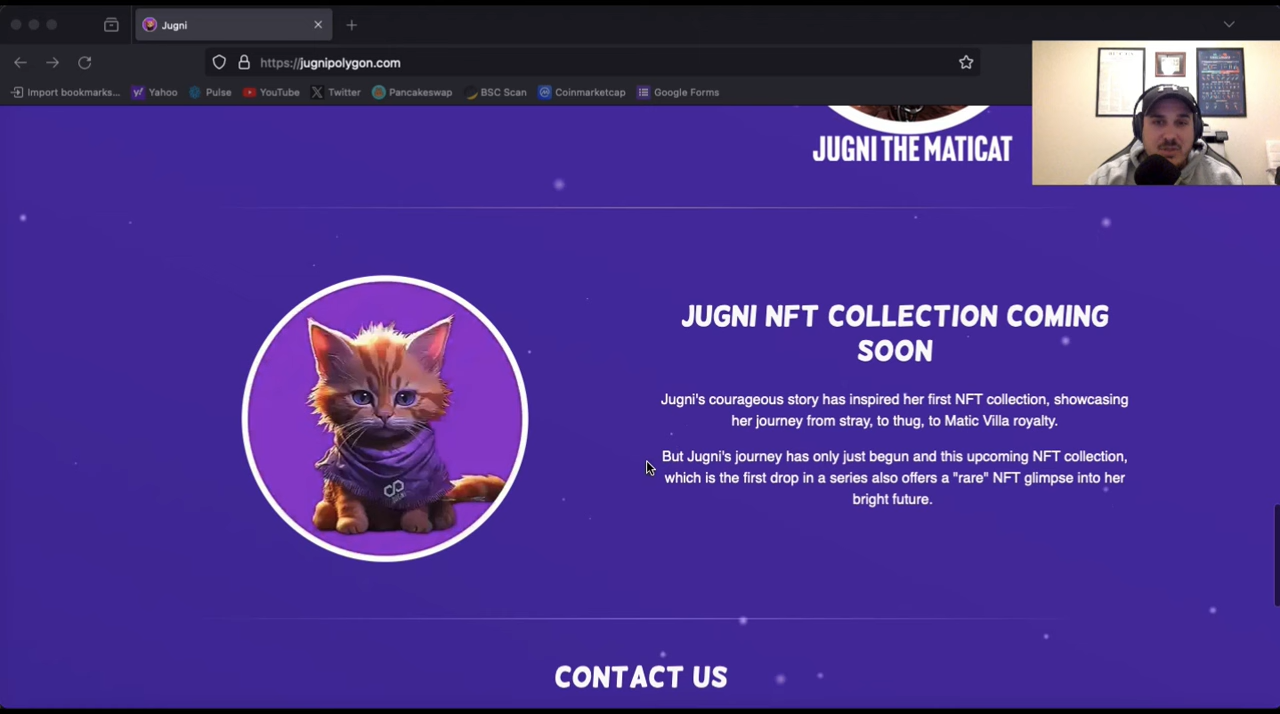 Jugni
https://jugnipolygon.com
Import bookmarks... Yahoo Pulse YouTube Twitter Pancakeswap BSC Scan Coinmarketcap Google Forms
JUGNI THE MATICAT
JUGNI NFT COLLECTION COMING
SOON
Jugni's courageous story has inspired her first NFT collection, showcasing
her journey from stray, to thug, to Matic Villa royalty.
But Jugni's journey has only just begun and this upcoming NFT collection,
which is the first drop in a series also offers a "rare" NFT glimpse into her
bright future.
CONTACT US